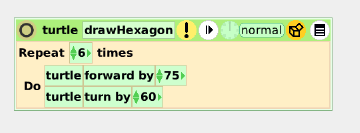 turtle drawHexagon ! normal
Repeat 6 times
Do
turtle forward by 75
turtle turn by 60